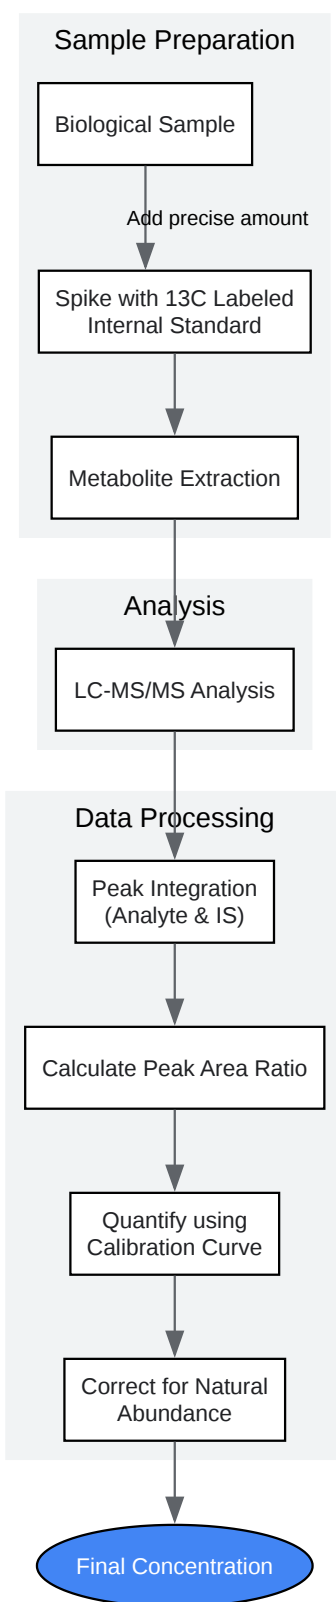 Sample Preparation
Biological Sample
Add precise amount
Spike with 13C Labeled
Internal Standard
Metabolite Extraction
Analysis
LC-MS/MS Analysis
Data Processing
Peak Integration
(Analyte & IS)
Calculate Peak Area Ratio
Quantify using
Calibration Curve
Correct for Natural
Abundance
Final Concentration